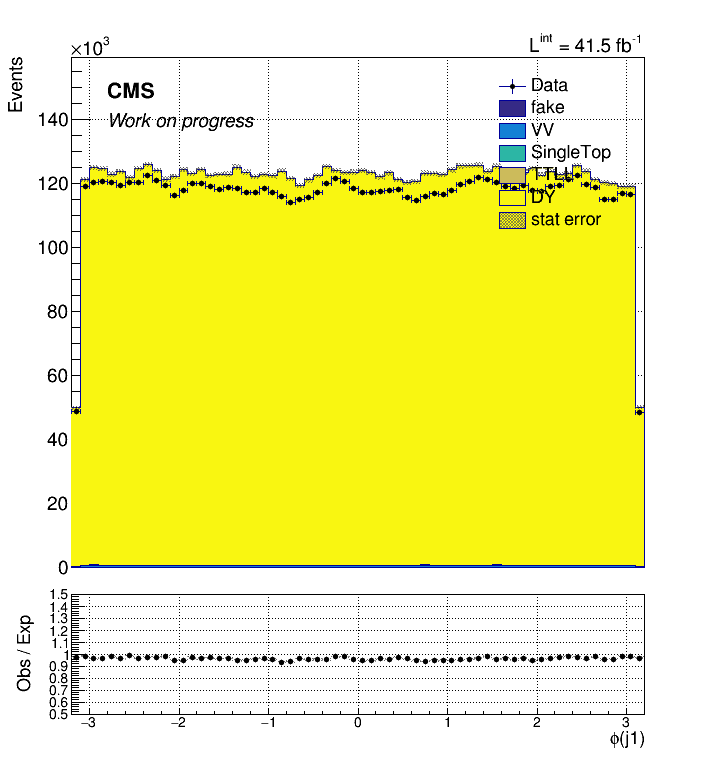 ×10³
L^int = 41.5 fb⁻¹
Events
CMS
Work on progress
Data
fake
VV
SingleTop
DY
stat error
140
120
100
80
60
40
20
0
Obs / Exp
1.5
1.4
1.3
1.2
1.1
1
0.9
0.8
0.7
0.6
0.5
−3 −2 −1 0 1 2 3
ϕ(j1)